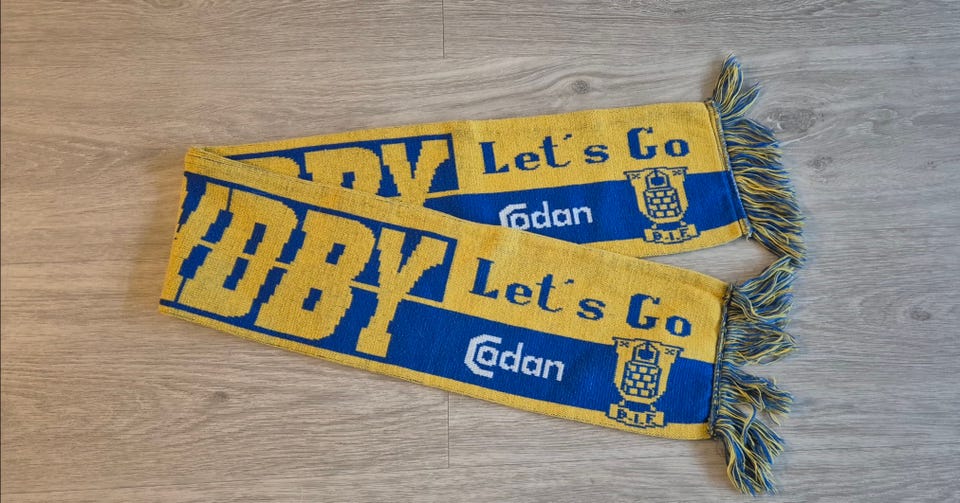 DBY Let's Go
Codan
B.I.F.
DBY Let's Go
Codan
B.I.F.